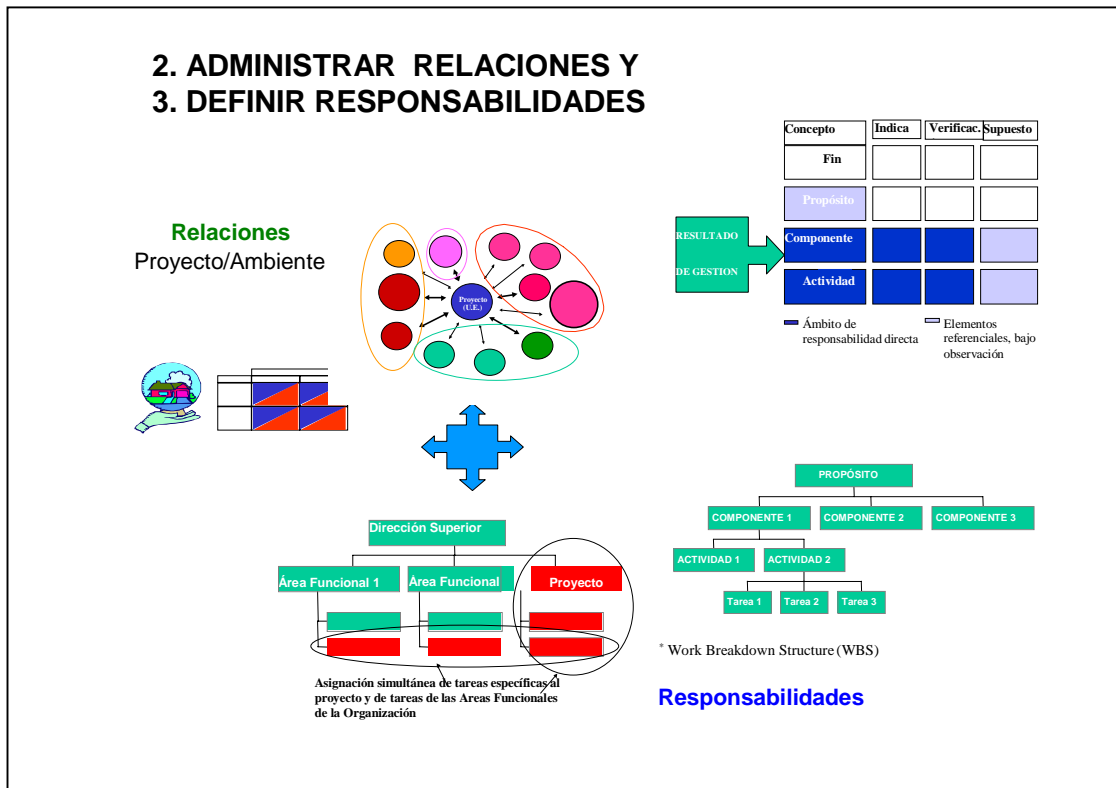 2. ADMINISTRAR RELACIONES Y
3. DEFINIR RESPONSABILIDADES
Relaciones
Proyecto/Ambiente
Proyecto
(U.E.)
Concepto Indica Verificac. Supuesto
Fin
Propósito
Componente
Actividad
RESULTADO
DE GESTION
Ámbito de
responsabilidad directa
Elementos
referenciales, bajo
observación
Dirección Superior
Área Funcional 1 Área Funcional Proyecto
Asignación simultánea de tareas específicas al
proyecto y de tareas de las Areas Funcionales
de la Organización
PROPÓSITO
COMPONENTE 1 COMPONENTE 2 COMPONENTE 3
ACTIVIDAD 1 ACTIVIDAD 2
Tarea 1 Tarea 2 Tarea 3
* Work Breakdown Structure (WBS)
Responsabilidades